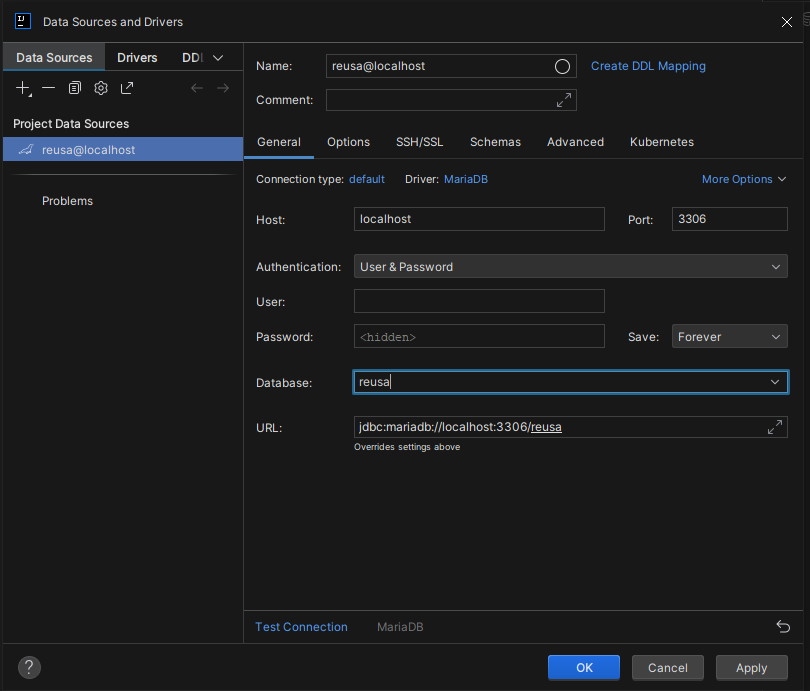 Data Sources and Drivers
Data Sources Drivers
Project Data Sources
reusa@localhost
Problems
Name: reusa@localhost Create DDL Mapping
Comment:
General Options SSH/SSL Schemas Advanced Kubernetes
Connection type: default Driver: MariaDB More Options
Host: localhost Port: 3306
Authentication: User & Password
User:
Password: <hidden> Save: Forever
Database: reusa
URL: jdbc:mariadb://localhost:3306/reusa
Overrides settings above
Test Connection MariaDB
? OK Cancel Apply